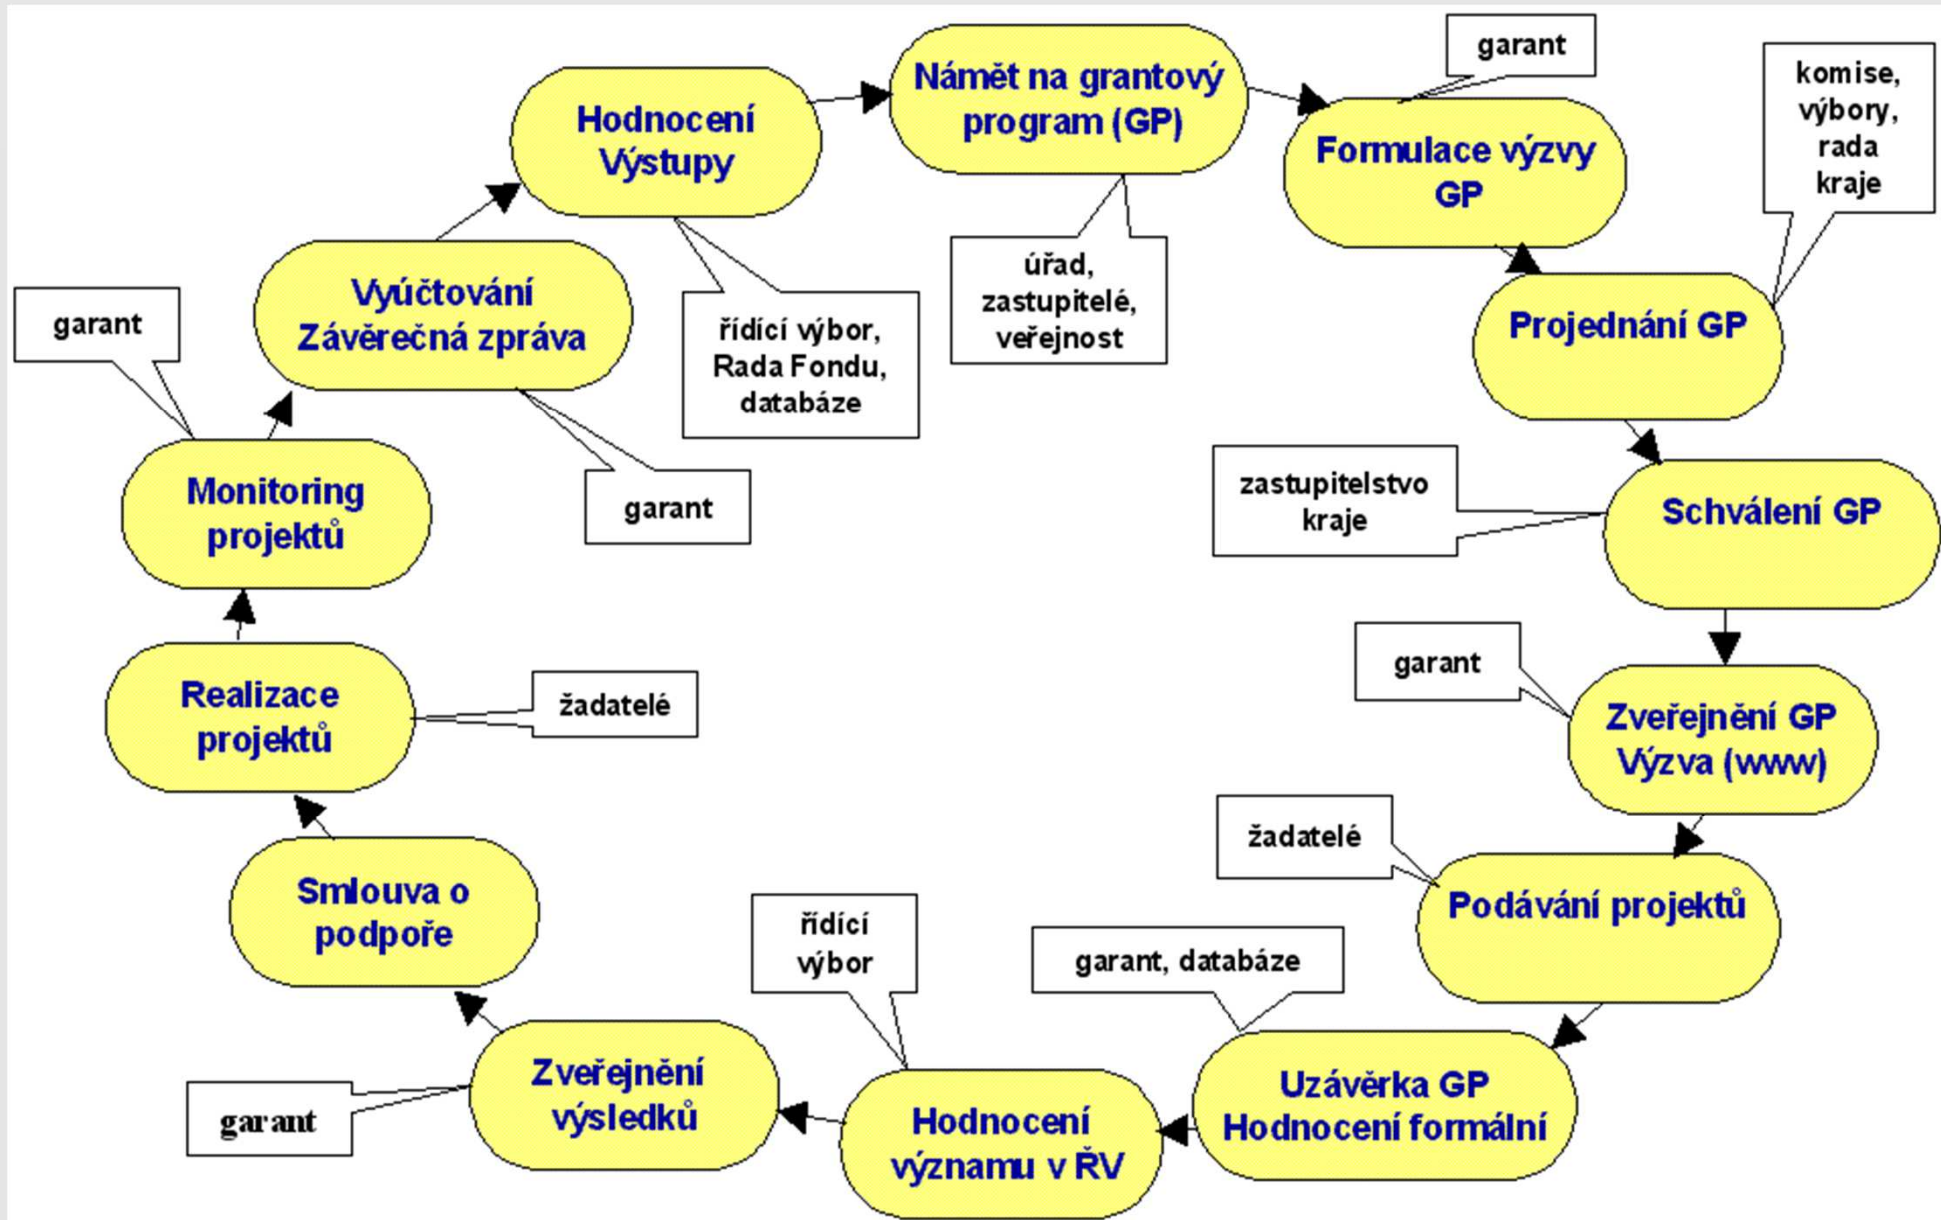 Námět na grantový
program (GP)
úřad,
zastupitelé,
veřejnost
garant
Formulace výzvy
GP
komise,
výbory,
rada
kraje
Projednání GP
zastupitelstvo
kraje
Schválení GP
garant
Zveřejnění GP
Výzva (www)
žadatelé
Podávání projektů
garant, databáze
Uzávěrka GP
Hodnocení formální
řídící
výbor
Hodnocení
významu v ŘV
garant
Zveřejnění
výsledků
Smlouva o
podpoře
Realizace
projektů
žadatelé
garant
Monitoring
projektů
Vyúčtování
Závěrečná zpráva
garant
Hodnocení
Výstupy
řídící výbor,
Rada Fondu,
databáze